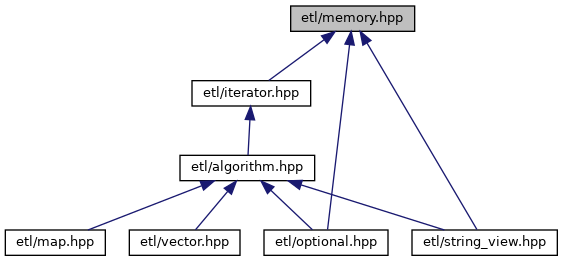 etl/memory.hpp
etl/iterator.hpp
etl/algorithm.hpp
etl/map.hpp
etl/vector.hpp
etl/optional.hpp
etl/string_view.hpp